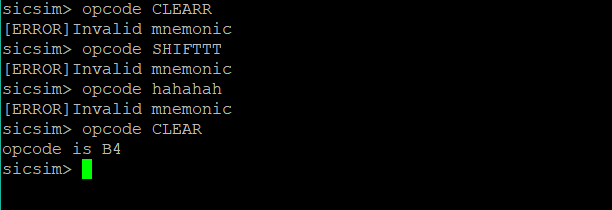 sicsim> opcode CLEARR
[ERROR]Invalid mnemonic
sicsim> opcode SHIFTTT
[ERROR]Invalid mnemonic
sicsim> opcode hahahah
[ERROR]Invalid mnemonic
sicsim> opcode CLEAR
opcode is B4
sicsim>